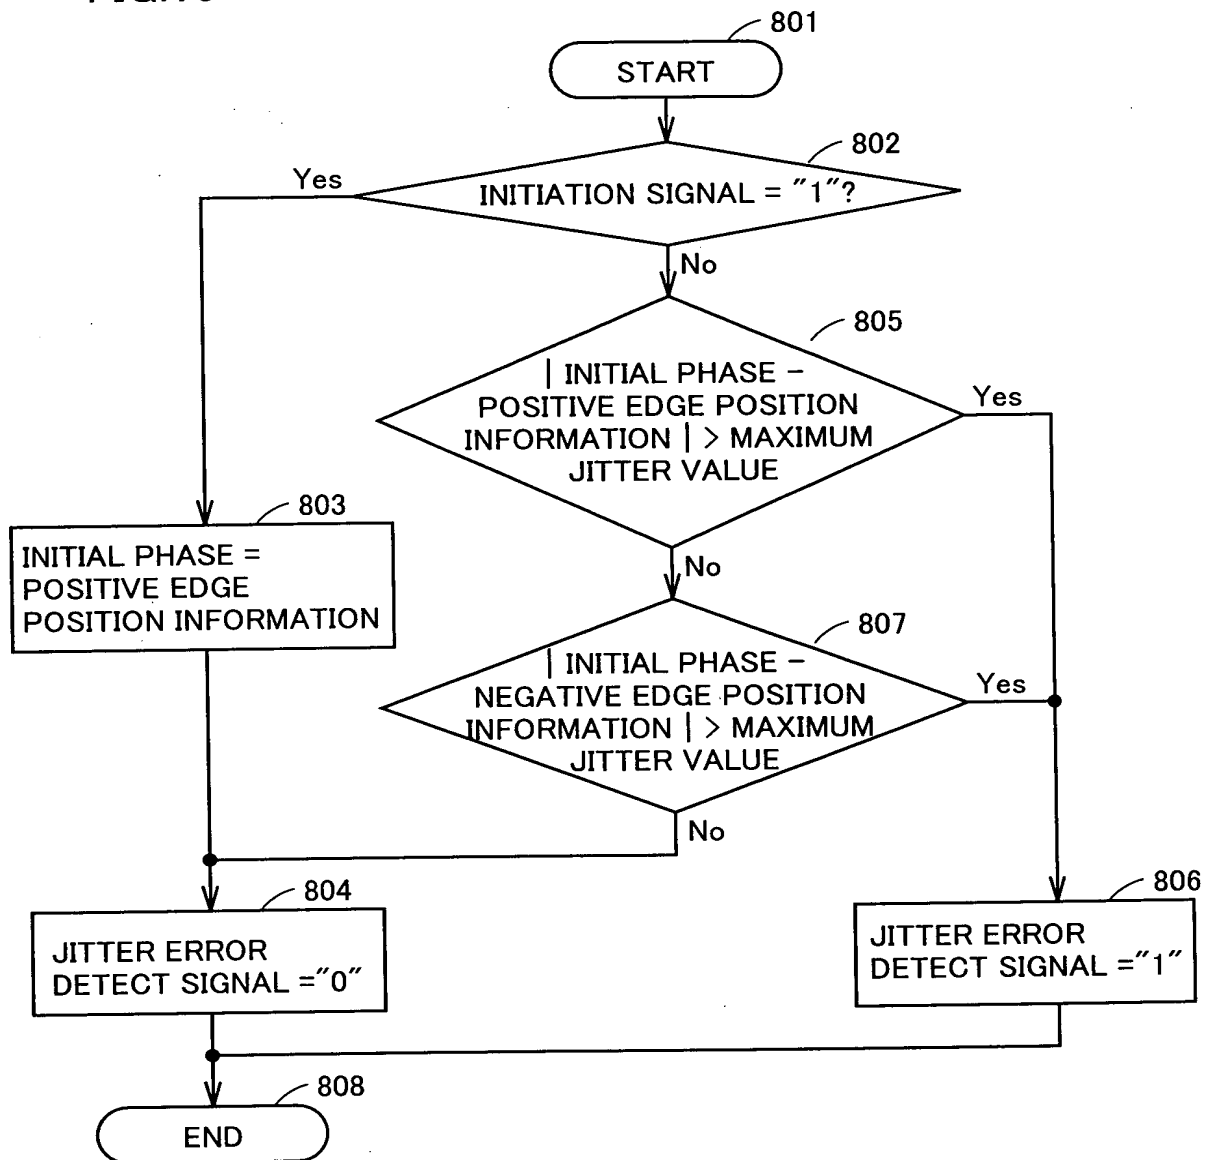 801
START
802
Yes
INITIATION SIGNAL = "1"?
No
805
| INITIAL PHASE –
POSITIVE EDGE POSITION
INFORMATION | > MAXIMUM
JITTER VALUE
Yes
803
INITIAL PHASE =
POSITIVE EDGE
POSITION INFORMATION
No
807
| INITIAL PHASE –
NEGATIVE EDGE POSITION
INFORMATION | > MAXIMUM
JITTER VALUE
Yes
No
804
JITTER ERROR
DETECT SIGNAL ="0"
806
JITTER ERROR
DETECT SIGNAL ="1"
808
END